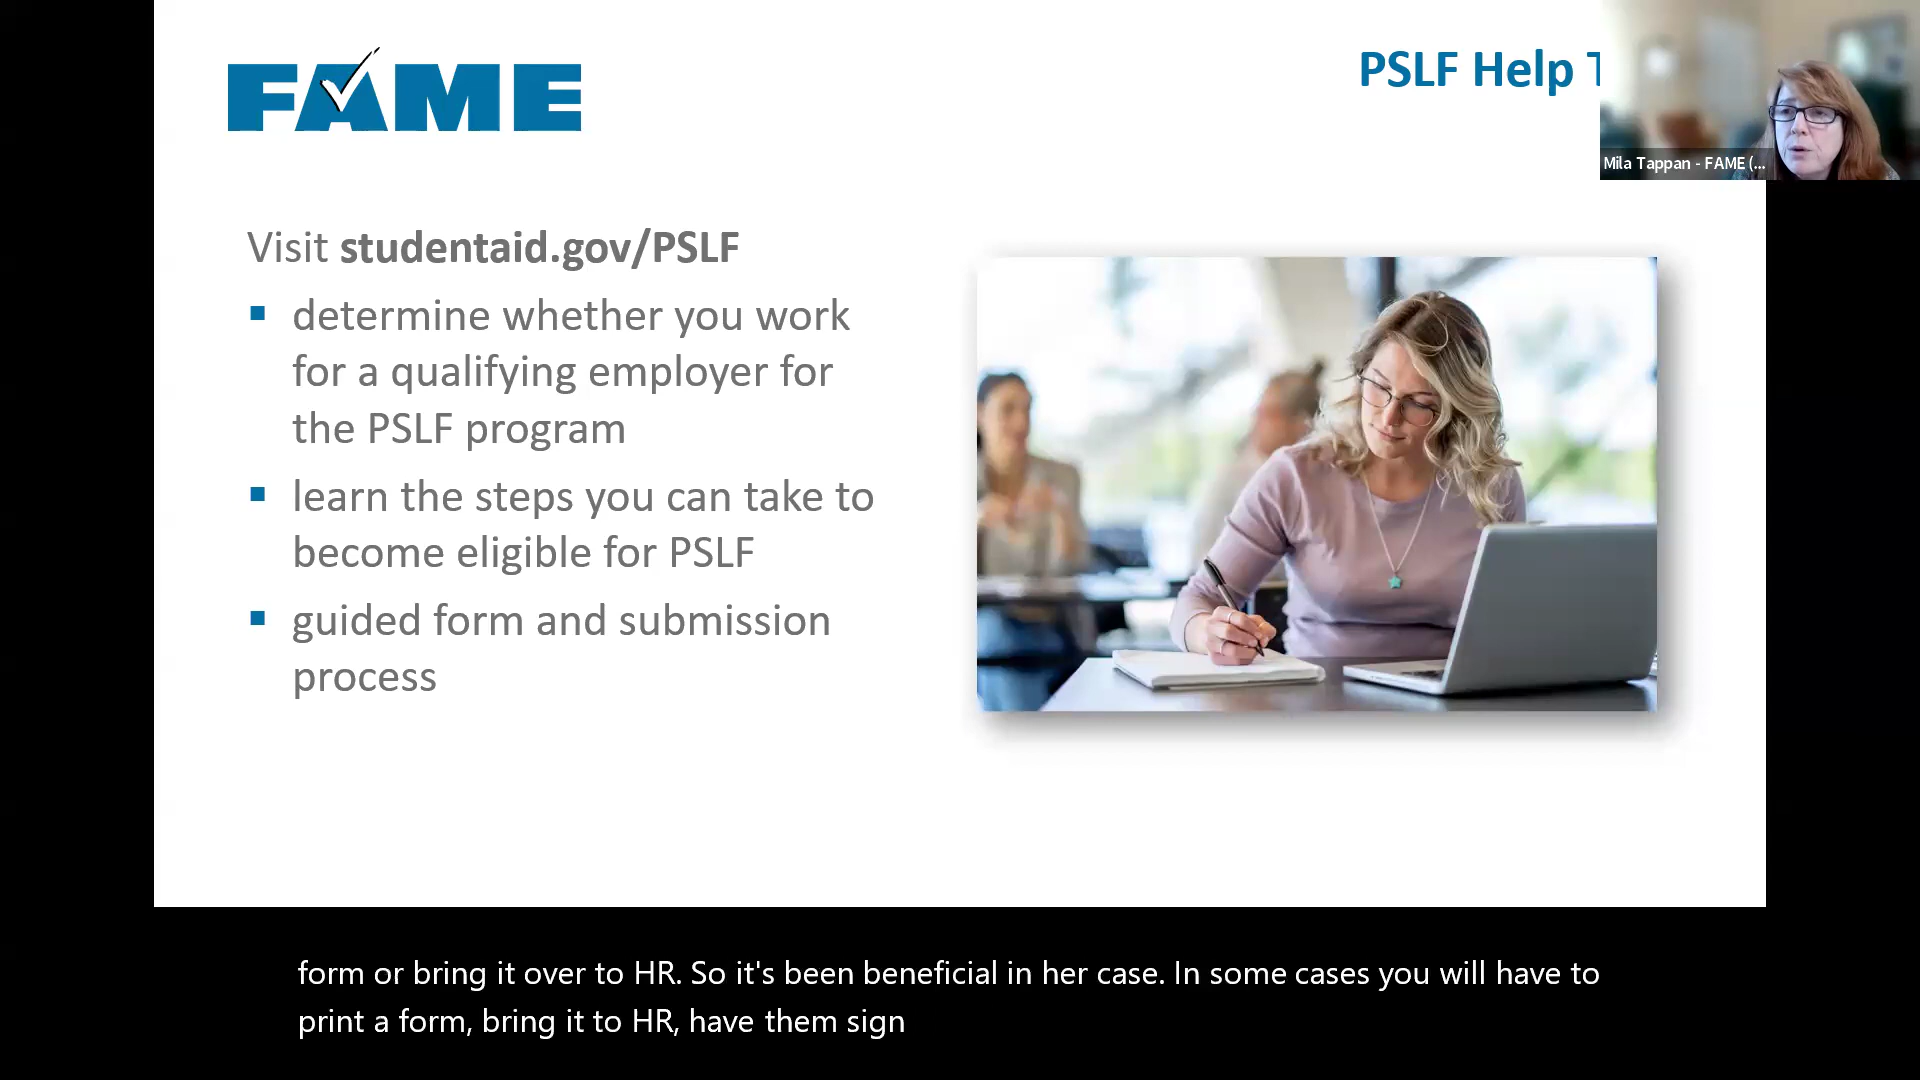 FAME
PSLF Help
Mila Tappan - FAME (...
Visit studentaid.gov/PSLF
determine whether you work
for a qualifying employer for
the PSLF program
learn the steps you can take to
become eligible for PSLF
guided form and submission
process
form or bring it over to HR. So it's been beneficial in her case. In some cases you will have to
print a form, bring it to HR, have them sign